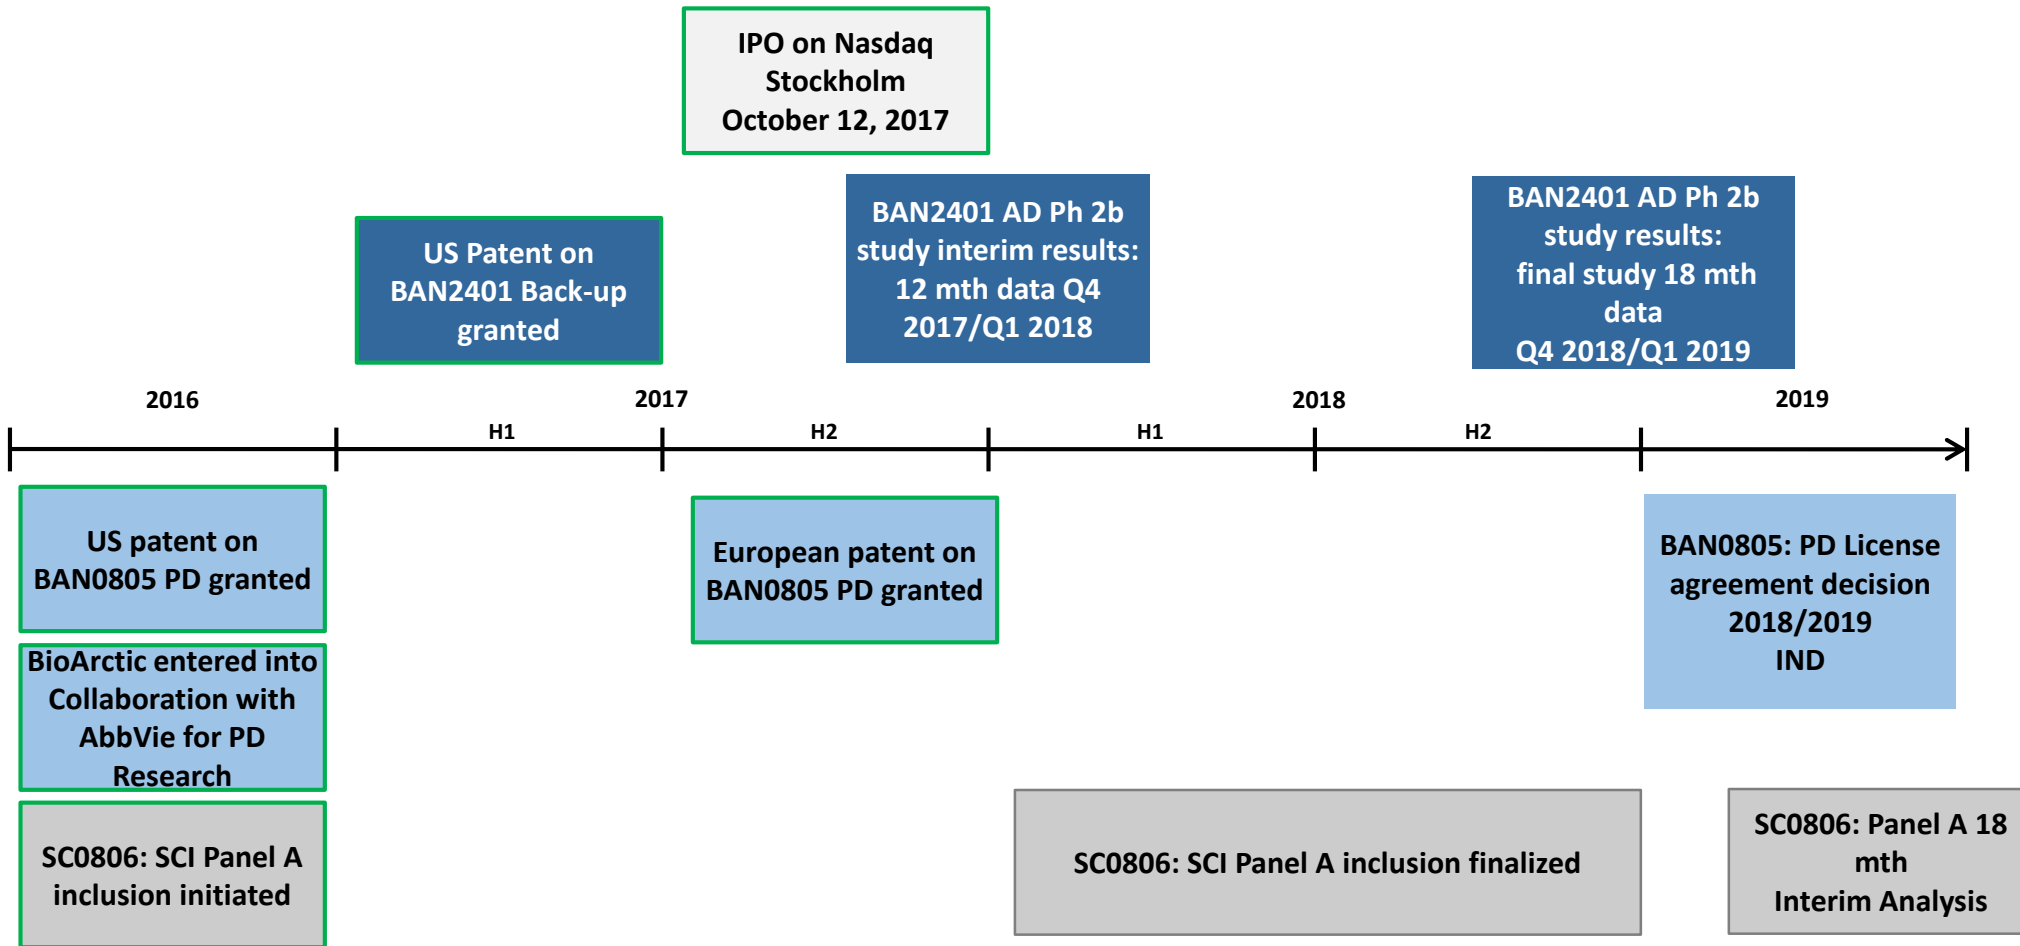 IPO on Nasdaq
Stockholm
October 12, 2017
US Patent on
BAN2401 Back-up
granted
BAN2401 AD Ph 2b
study interim results:
12 mth data Q4
2017/Q1 2018
BAN2401 AD Ph 2b
study results:
final study 18 mth
data
Q4 2018/Q1 2019
2016
2017
2018
2019
H1
H2
H1
H2
US patent on
BAN0805 PD granted
European patent on
BAN0805 PD granted
BAN0805: PD License
agreement decision
2018/2019
IND
BioArctic entered into
Collaboration with
AbbVie for PD
Research
SC0806: SCI Panel A
inclusion initiated
SC0806: SCI Panel A inclusion finalized
SC0806: Panel A 18
mth
Interim Analysis